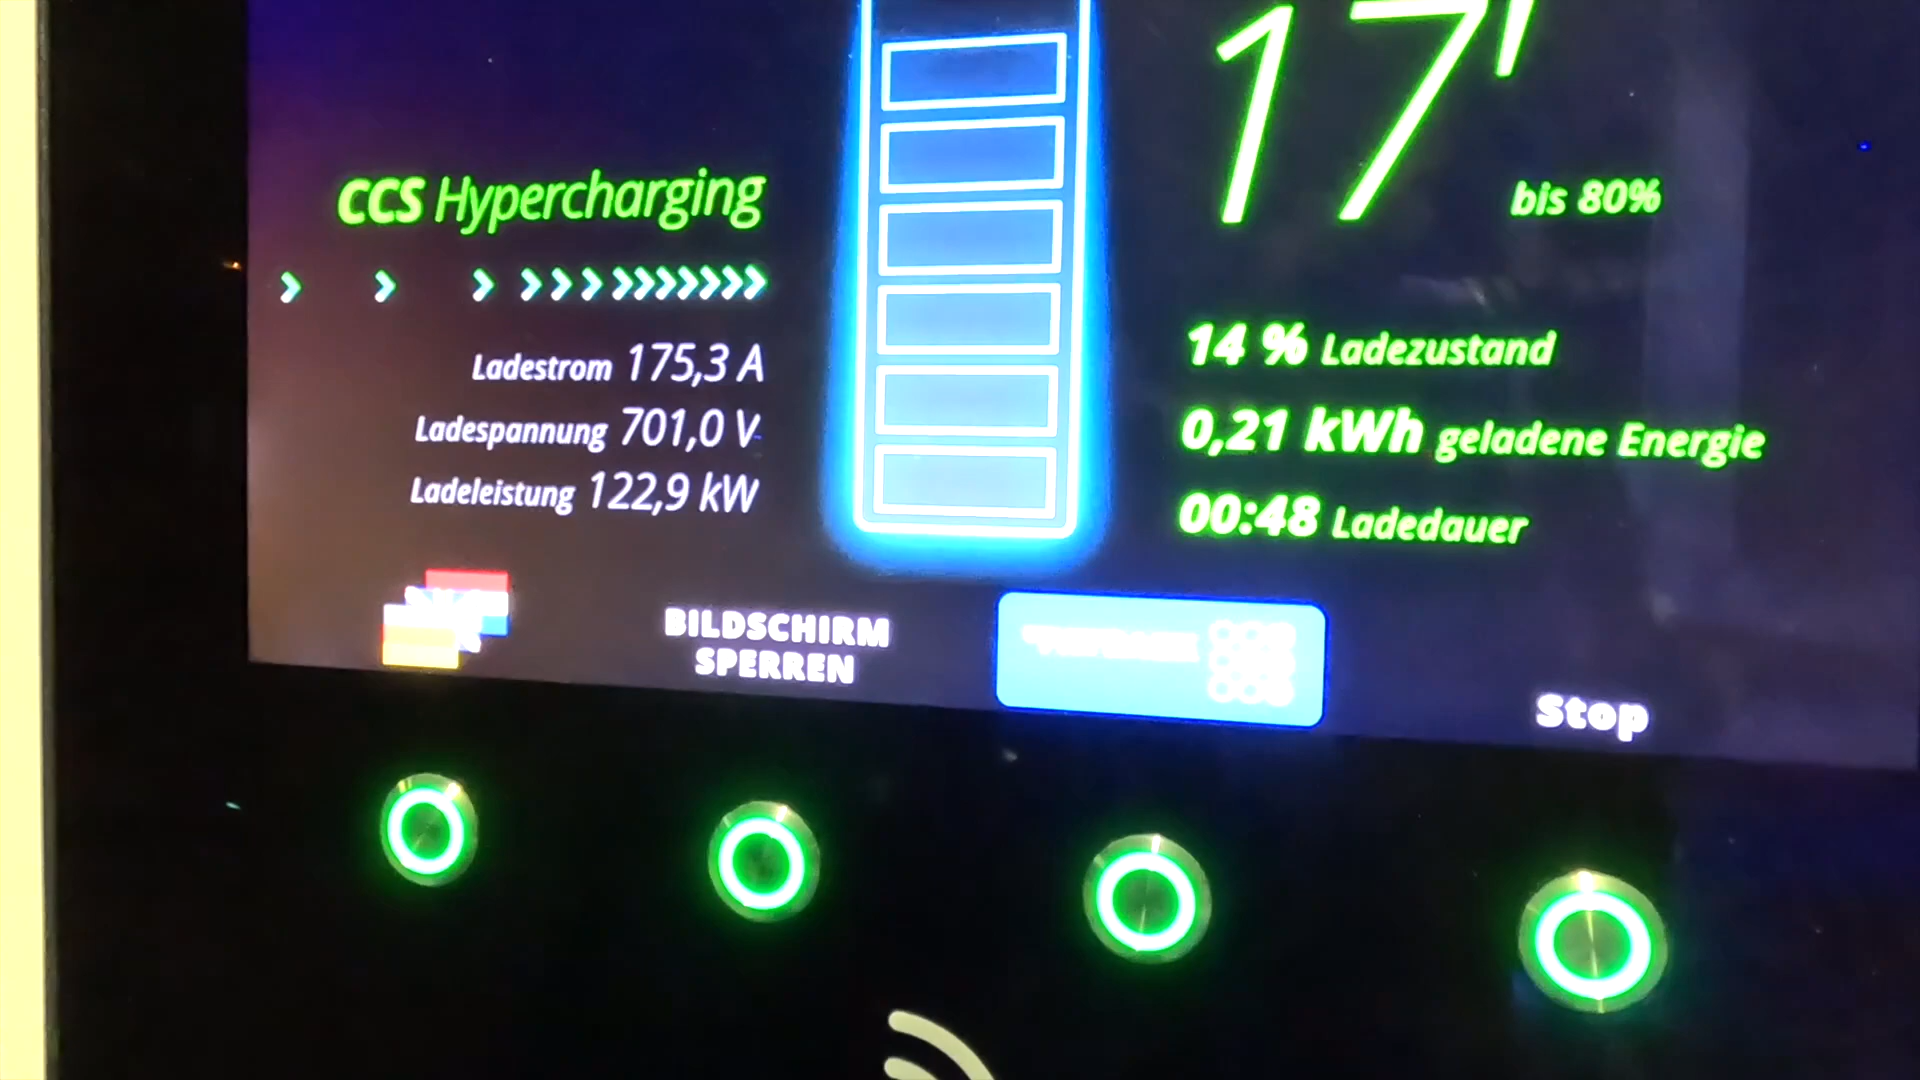 CCS Hypercharging
Ladestrom 175,3 A
Ladespannung 701,0 V
Ladeleistung 122,9 kW
17'
bis 80%
14 % Ladezustand
0,21 kWh geladene Energie
00:48 Ladedauer
BILDSCHIRM
SPERREN
Stop